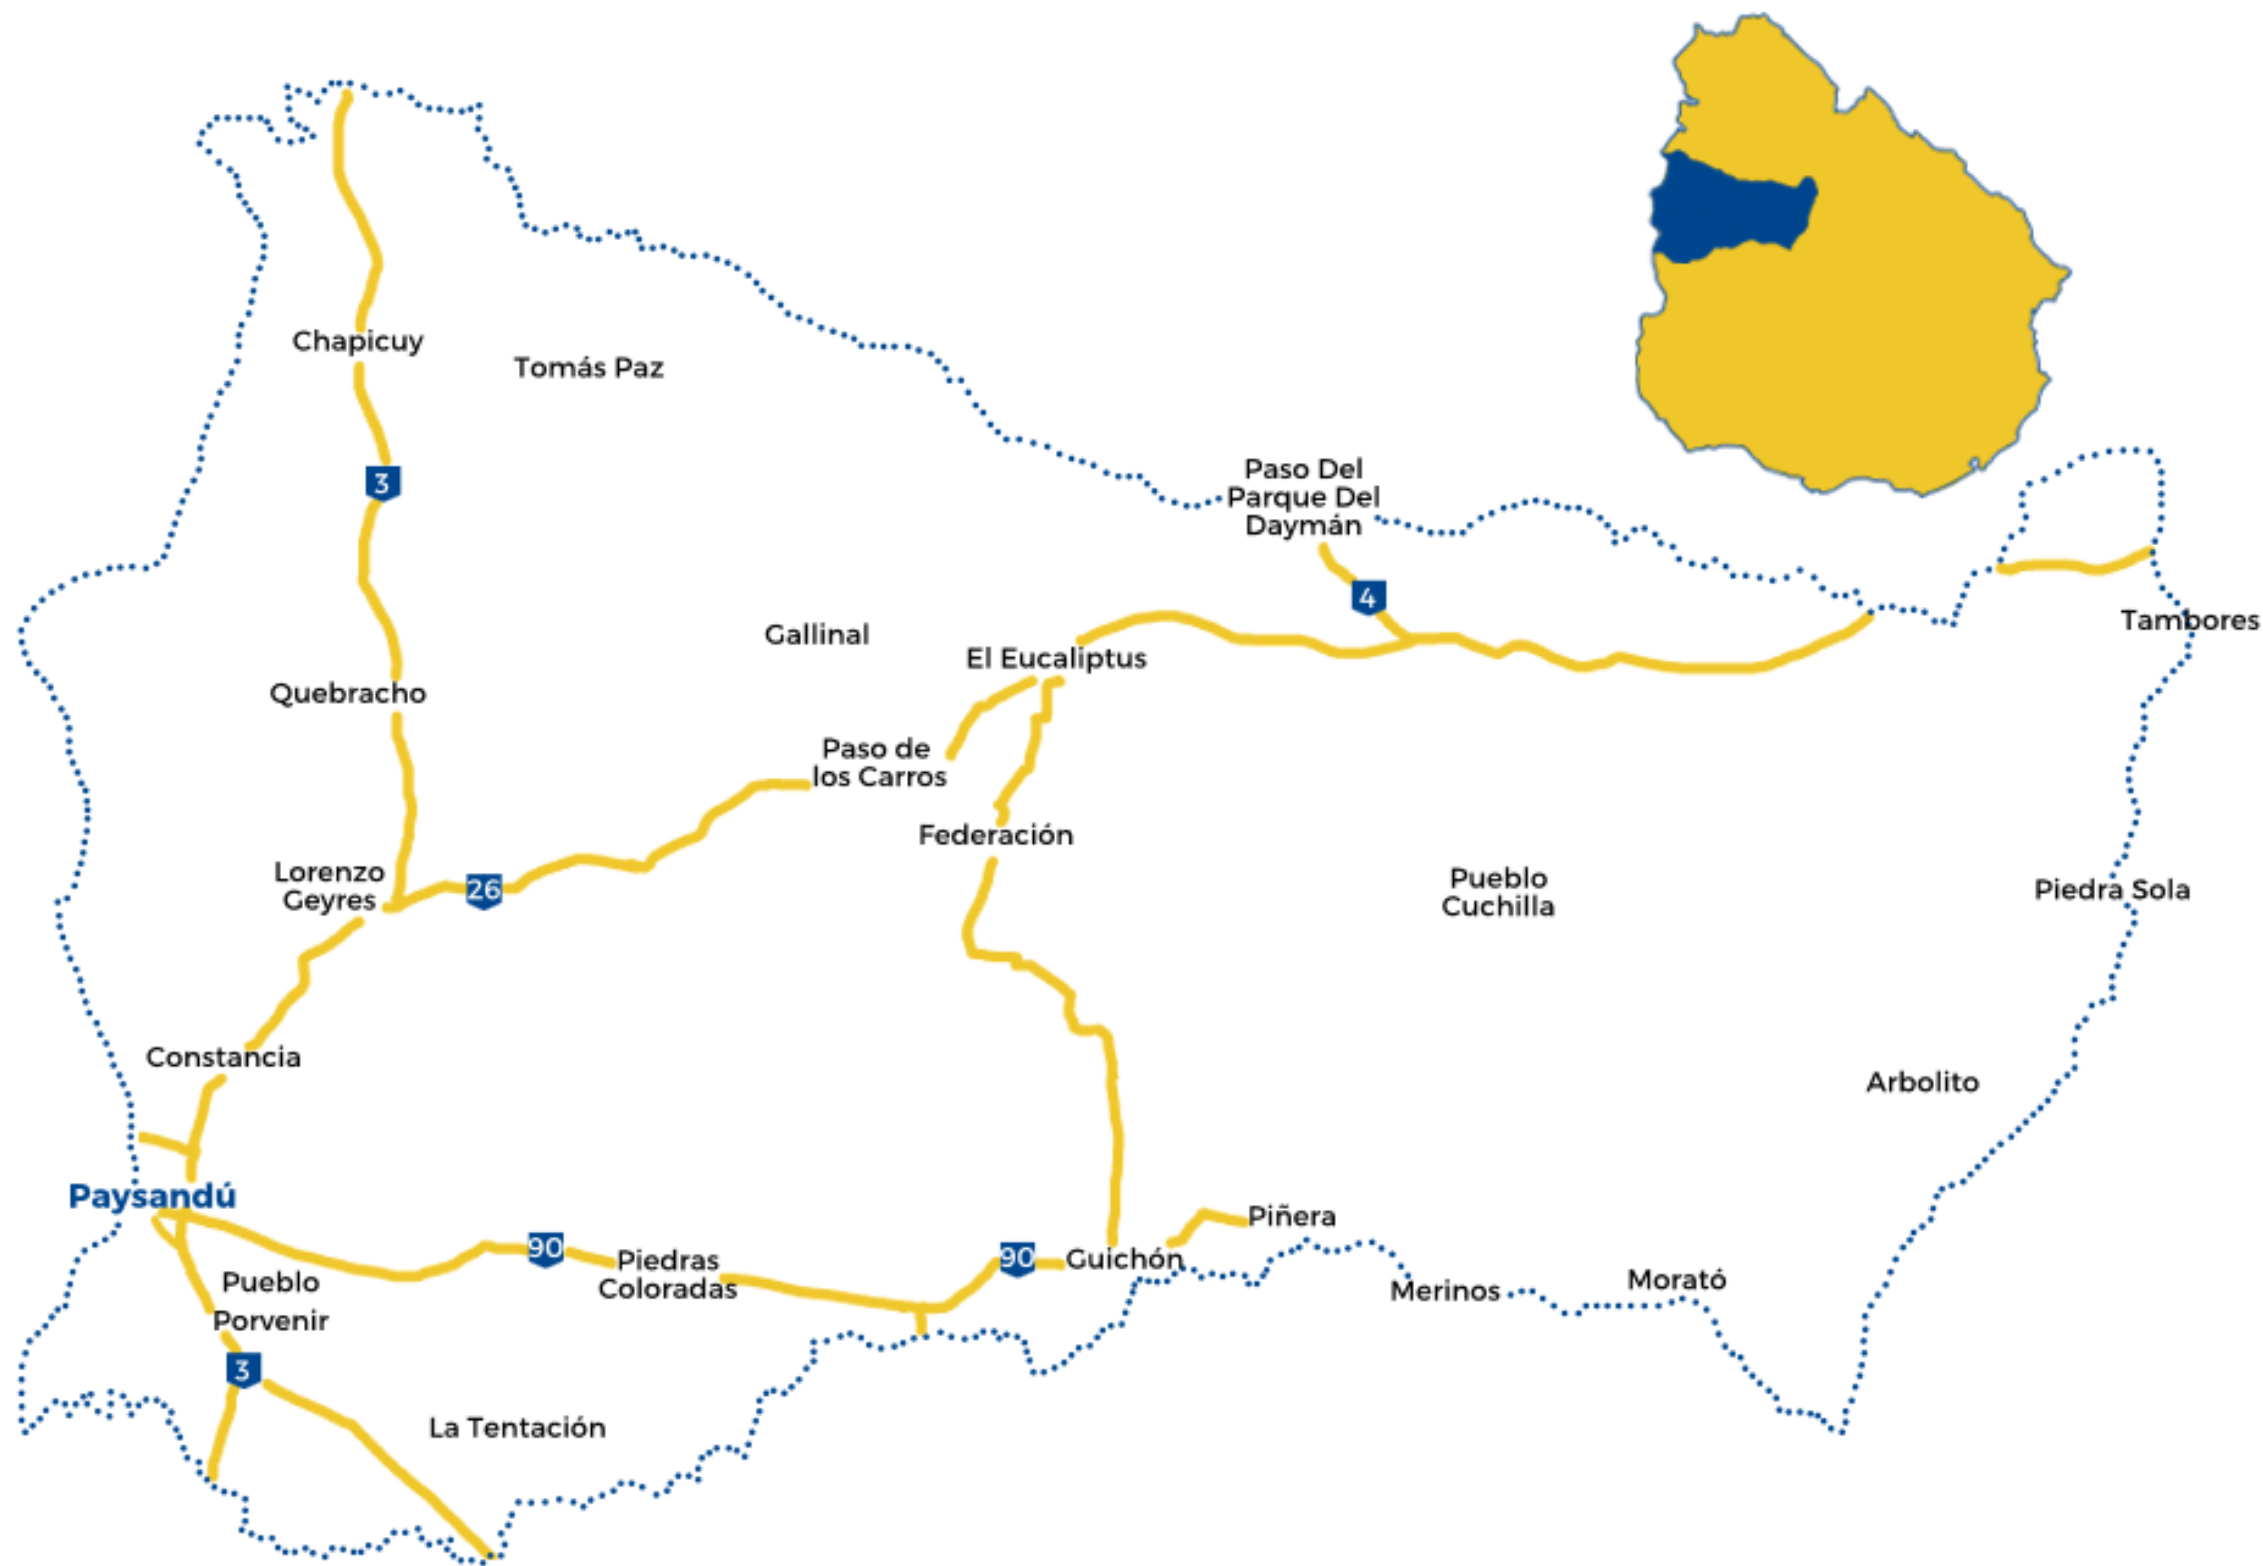 Chapicuy
Tomás Paz
Paso Del
Parque Del
Daymán
3
4
Tambores
Gallinal
El Eucaliptus
Quebracho
Paso de
los Carros
Federación
Lorenzo
Geyres
26
Pueblo
Cuchilla
Piedra Sola
Constancia
Arbolito
Paysandú
Piñera
90
Piedras
Coloradas
90
Guichón
Merinos
Morató
Pueblo
Porvenir
3
La Tentación